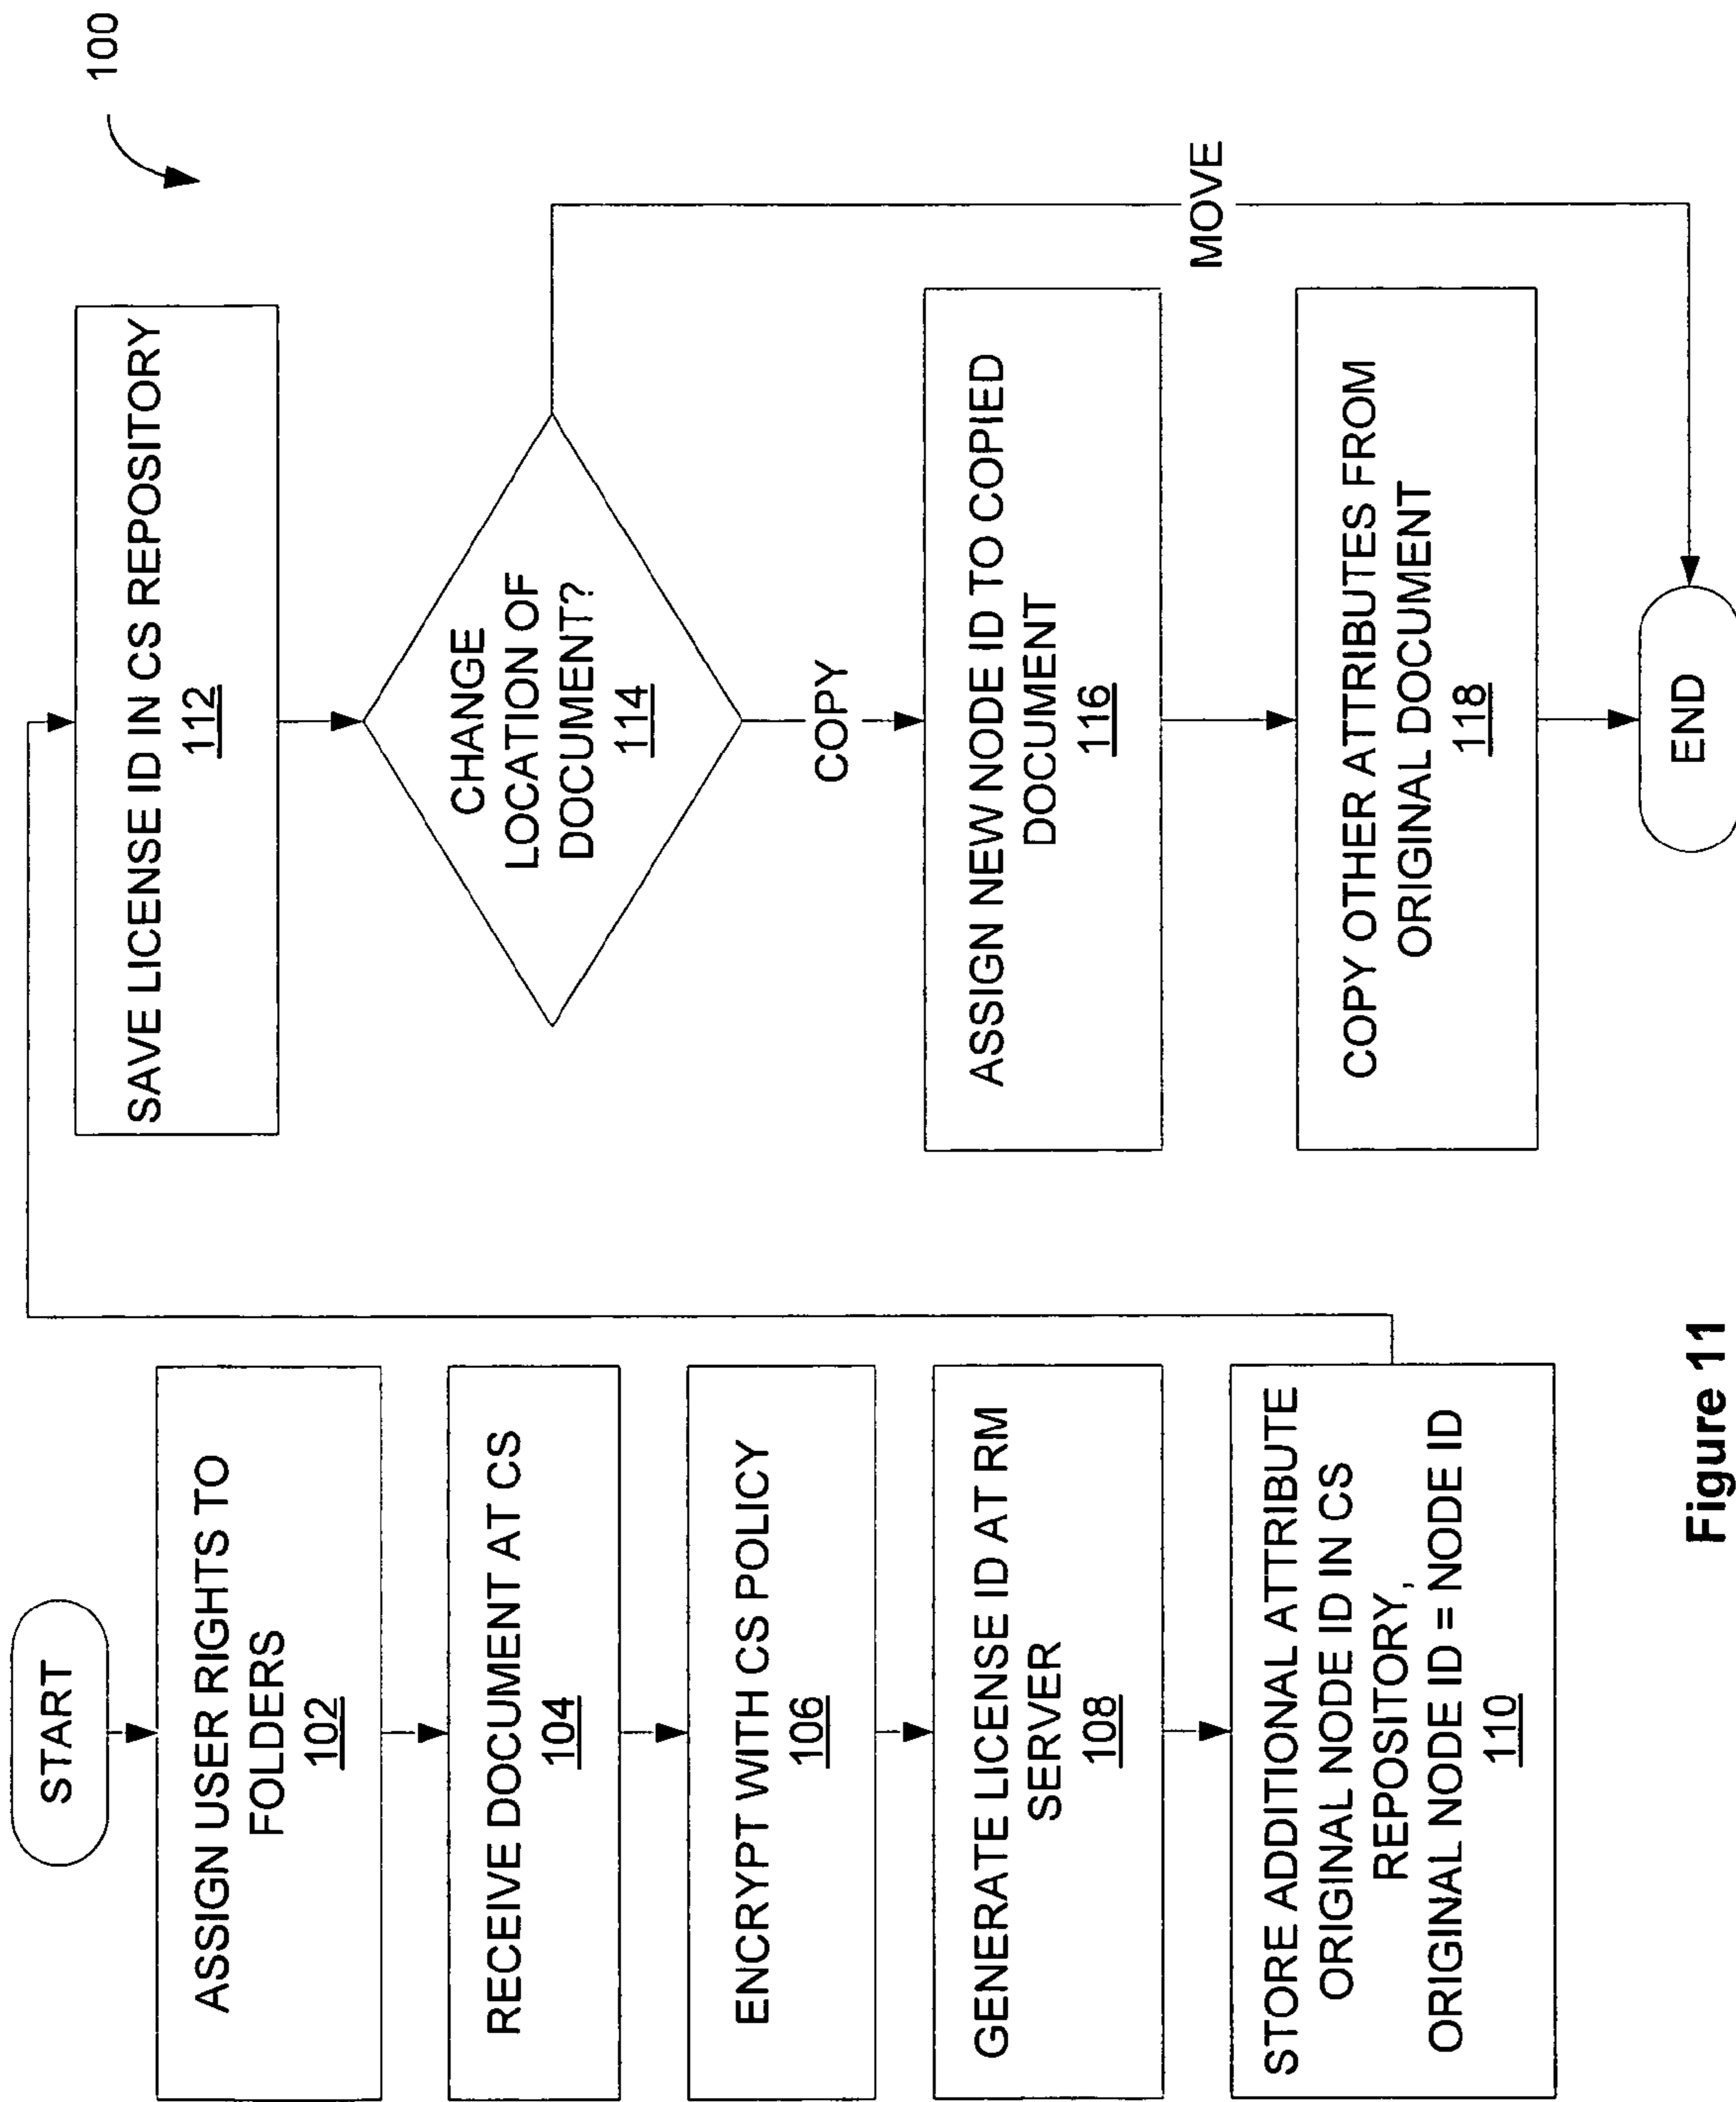 START
ASSIGN USER RIGHTS TO
FOLDERS
102
RECEIVE DOCUMENT AT CS
104
ENCRYPT WITH CS POLICY
106
GENERATE LICENSE ID AT RM
SERVER
108
STORE ADDITIONAL ATTRIBUTE
ORIGINAL NODE ID IN CS
REPOSITORY,
ORIGINAL NODE ID = NODE ID
110
100
SAVE LICENSE ID IN CS REPOSITORY
112
CHANGE
LOCATION OF
DOCUMENT?
114
COPY
MOVE
ASSIGN NEW NODE ID TO COPIED
DOCUMENT
116
COPY OTHER ATTRIBUTES FROM
ORIGINAL DOCUMENT
118
END
Figure 11